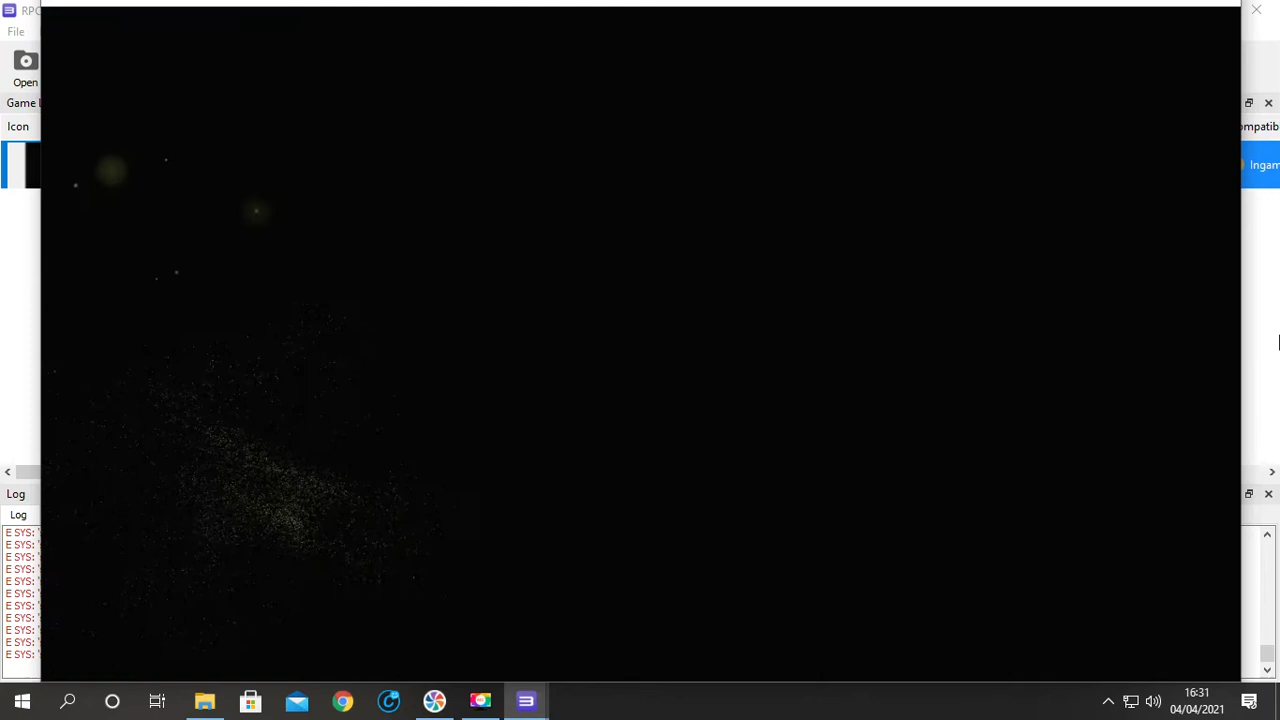 RPC
File
Open
Game L
Icon
ompatib
Ingam
Log
Log
E SYS: '
E SYS: '
E SYS: '
E SYS: '
E SYS: '
E SYS: '
E SYS: '
E SYS: '
E SYS: '
E SYS: '
E SYS: '
16:31
04/04/2021